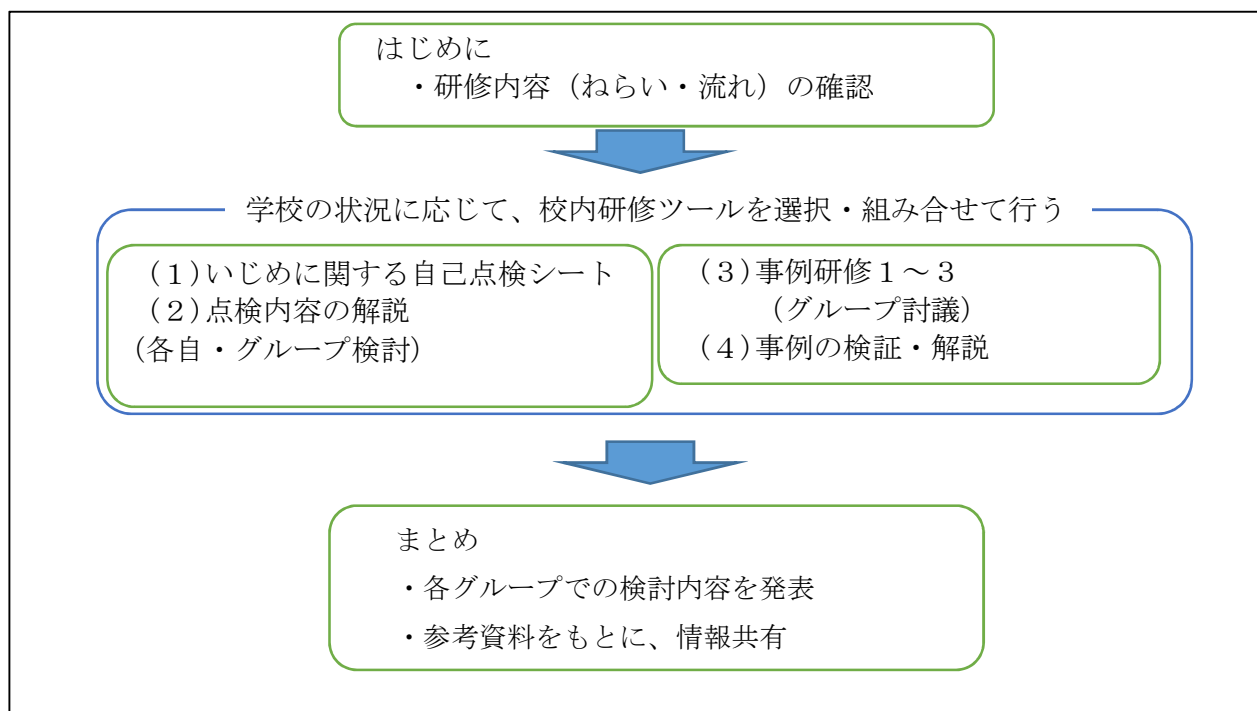 はじめに
・研修内容（ねらい・流れ）の確認
学校の状況に応じて、校内研修ツールを選択・組み合せて行う
(１)いじめに関する自己点検シート
(２)点検内容の解説
(各自・グループ検討)
(３)事例研修１～３
（グループ討議）
(４)事例の検証・解説
まとめ
・各グループでの検討内容を発表
・参考資料をもとに、情報共有